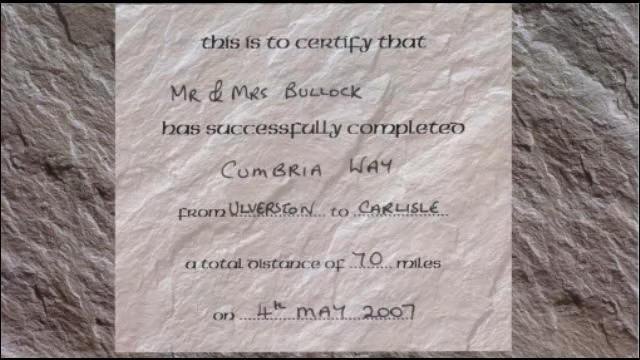 this is to certify that
Mr & Mrs Bullock
has successfully completed
Cumbria Way
from Ulverston to Carlisle
a total distance of 70 miles
on 4th May 2007